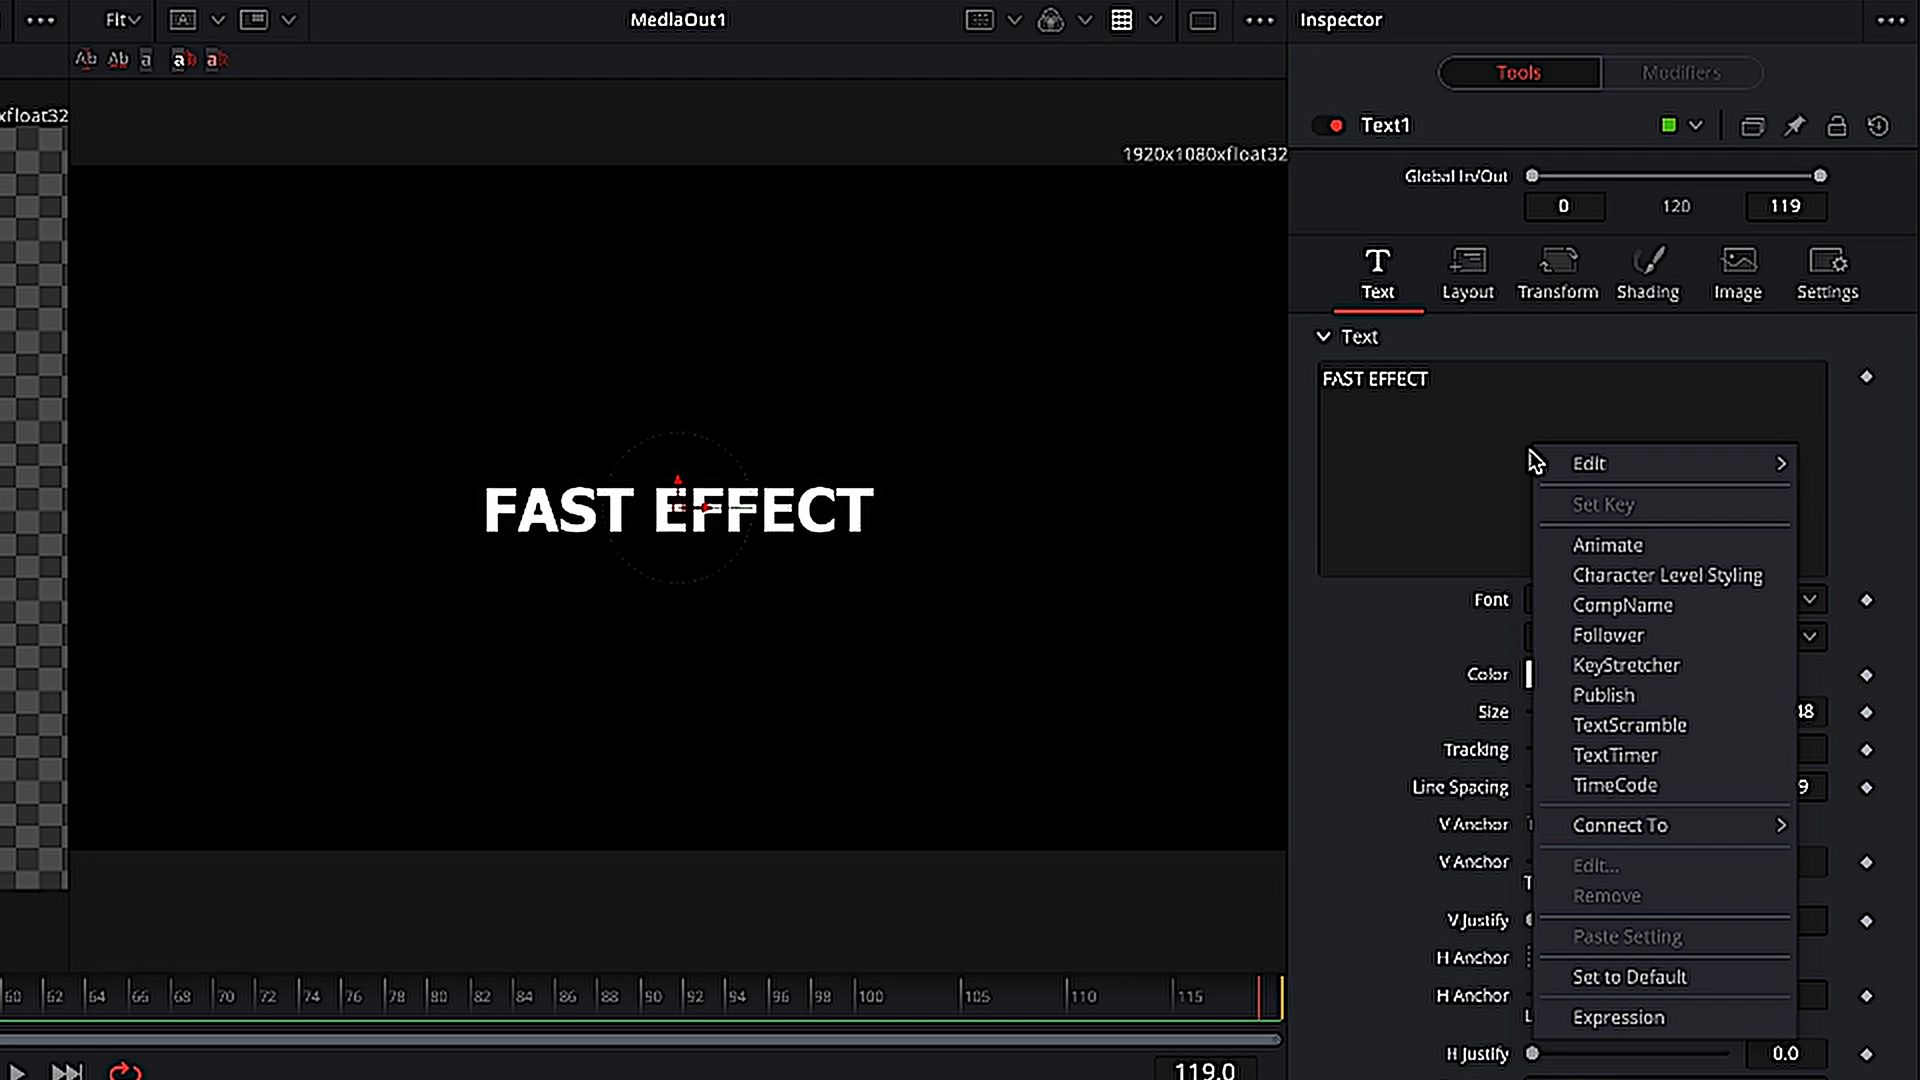 Fit
MediaOut1
Inspector
Ab Ab a ab ab
Tools
Modifiers
xfloat32
Text1
1920x1080xfloat32
Global In/Out
0
120
119
Text
Layout
Transform
Shading
Image
Settings
Text
FAST EFFECT
Edit
Set Key
FAST EFFECT
Animate
Character Level Styling
Font
CompName
Follower
KeyStretcher
Color
Publish
Size
48
TextScramble
Tracking
TextTimer
Line Spacing
9
TimeCode
V Anchor
Connect To
V Anchor
Edit...
T
Remove
V Justify
Paste Setting
H Anchor
Set to Default
H Anchor
L
Expression
60 62 64 66 68 70 72 74 76 78 80 82 84 86 88 90 92 94 96 98 100 105 110 115
H Justify
0.0
119.0